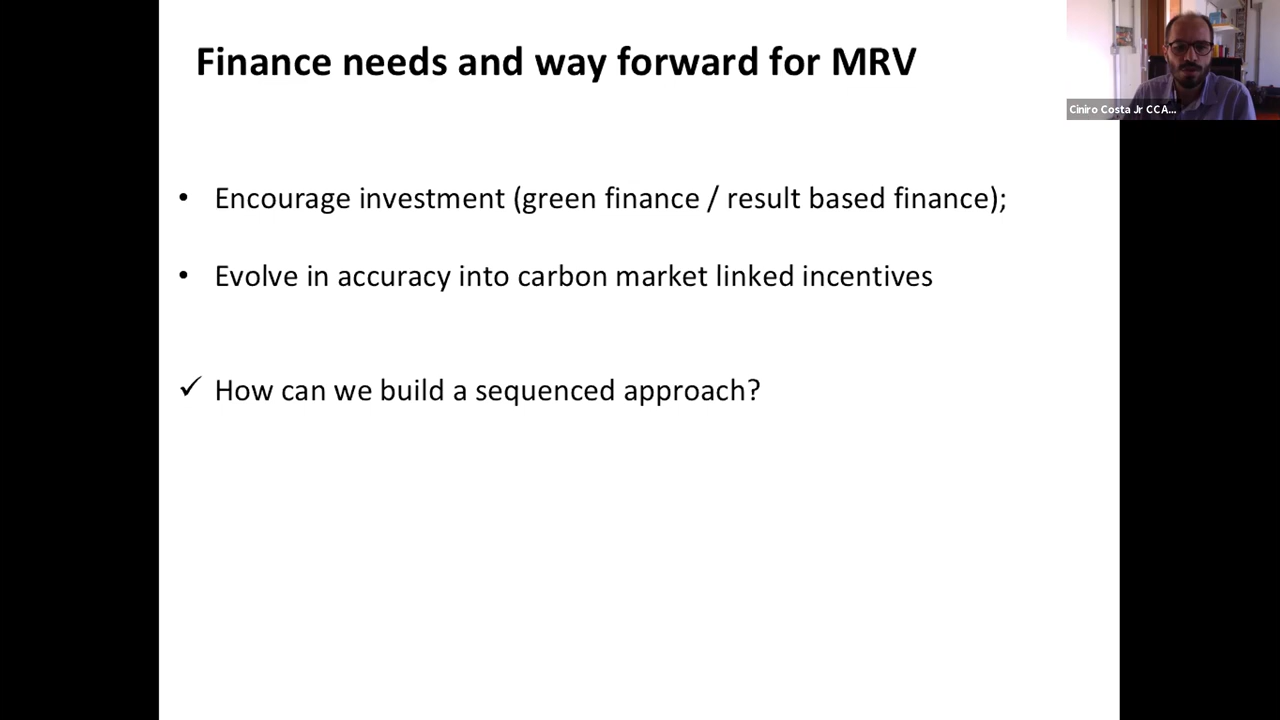 Finance needs and way forward for MRV
Ciniro Costa Jr CCA...
• Encourage investment (green finance / result based finance);
• Evolve in accuracy into carbon market linked incentives
✓ How can we build a sequenced approach?